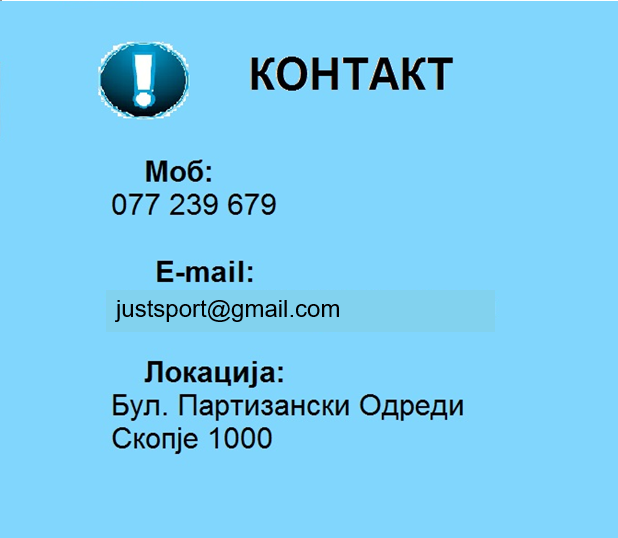 КОНТАКТ
Моб:
077 239 679
E-mail:
justsport@gmail.com
Локација:
Бул. Партизански Одреди
Скопје 1000